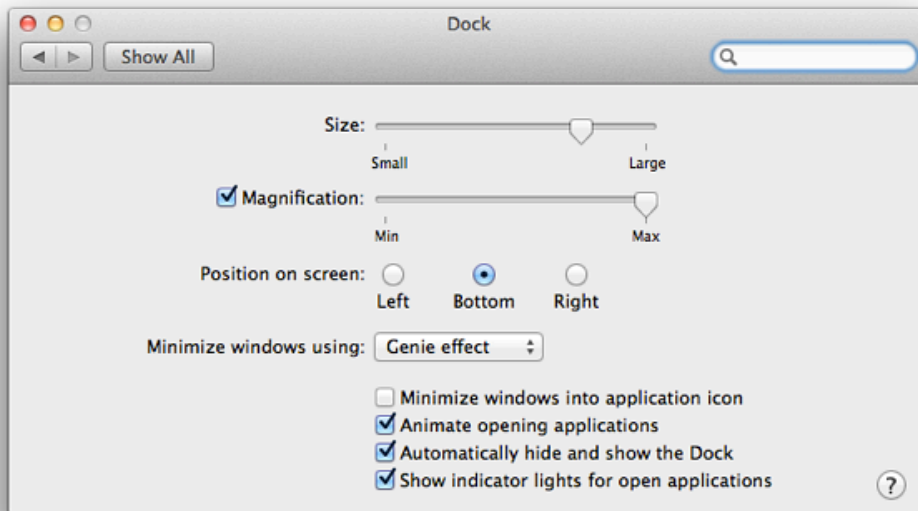 Dock
Show All
Size:
Small Large
Magnification:
Min Max
Position on screen:
Left Bottom Right
Minimize windows using: Genie effect
Minimize windows into application icon
Animate opening applications
Automatically hide and show the Dock
Show indicator lights for open applications
?